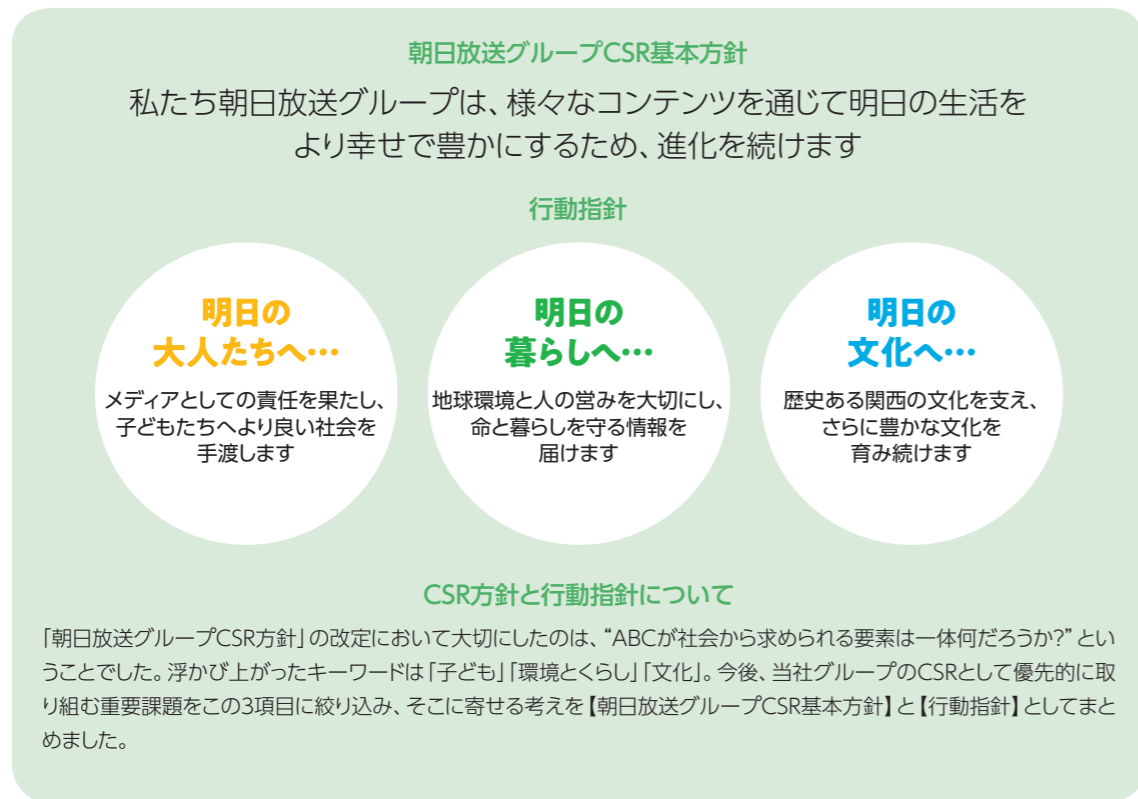 朝日放送グループCSR基本方針
私たち朝日放送グループは、様々なコンテンツを通じて明日の生活を
より幸せで豊かにするため、進化を続けます
行動指針
明日の
大人たちへ…
メディアとしての責任を果たし、
子どもたちへより良い社会を
手渡します
明日の
暮らしへ…
地球環境と人の営みを大切にし、
命と暮らしを守る情報を
届けます
明日の
文化へ…
歴史ある関西の文化を支え、
さらに豊かな文化を
育み続けます
CSR方針と行動指針について
「朝日放送グループCSR方針」の改定において大切にしたのは、“ABCが社会から求められる要素は一体何だろうか?”とい
うことでした。浮かび上がったキーワードは「子ども」「環境とくらし」「文化」。今後、当社グループのCSRとして優先的に取
り組む重要課題をこの3項目に絞り込み、そこに寄せる考えを【朝日放送グループCSR基本方針】と【行動指針】としてまと
めました。